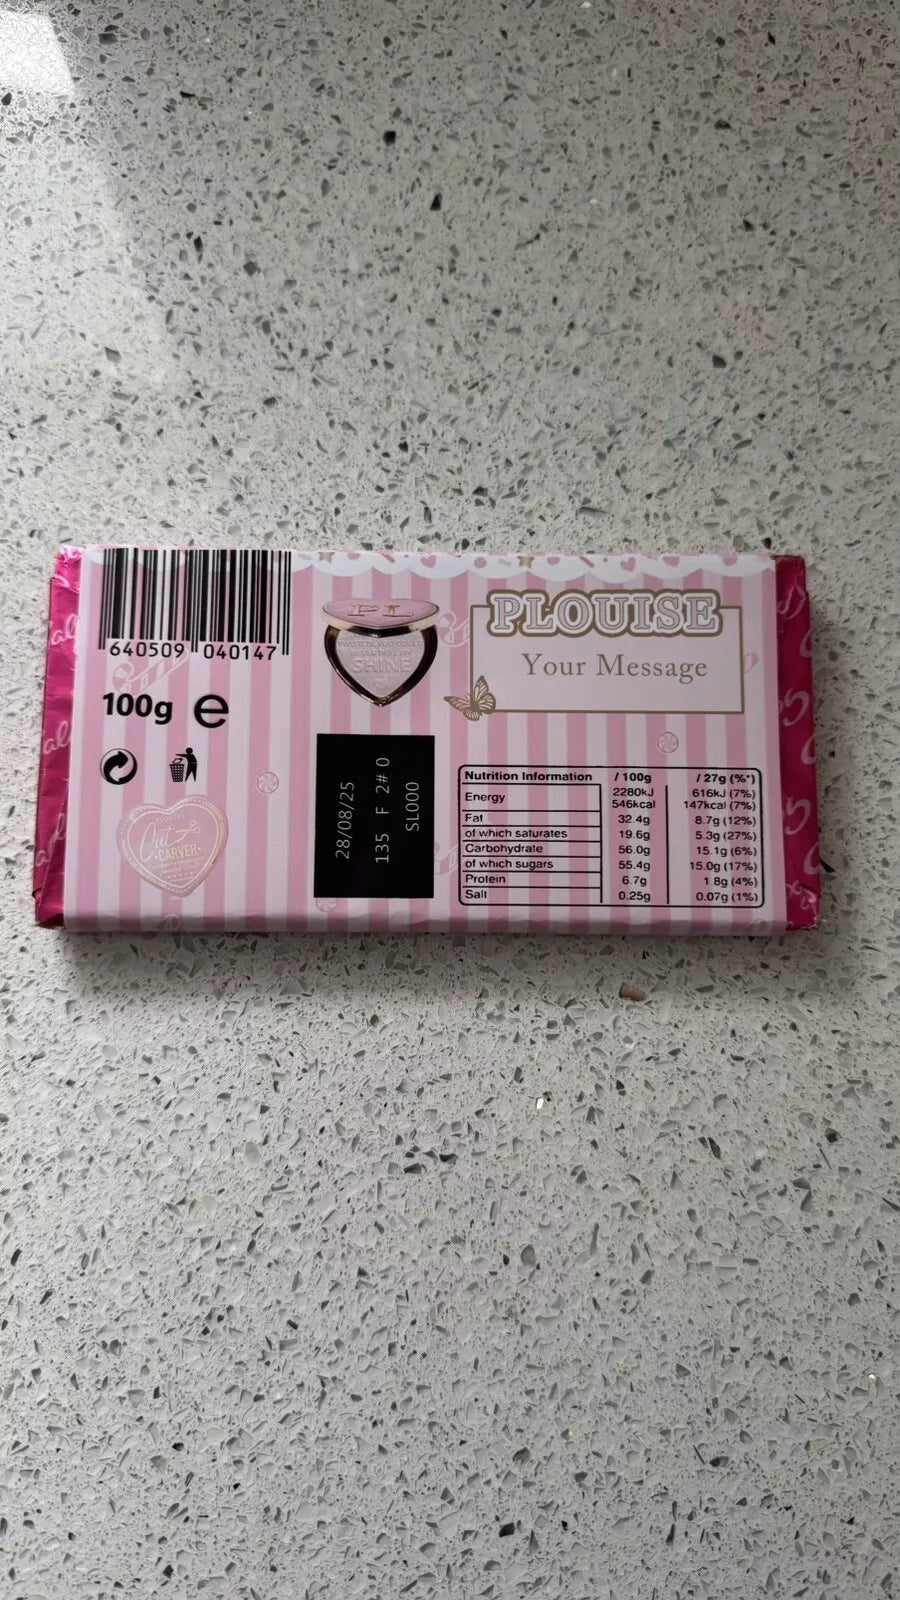 640509 040147
100g e
PLOUISE
Cut
CARVER
PL
SHINE
28/08/25
135 F 2# 0
SL000
PLOUISE
Your Message
Nutrition Information / 100g / 27g (%*)
Energy 2280kJ 616kJ (7%)
546kcal 147kcal (7%)
Fat 32.4g 8.7g (12%)
of which saturates 19.6g 5.3g (27%)
Carbohydrate 56.0g 15.1g (6%)
of which sugars 55.4g 15.0g (17%)
Protein 6.7g 1.8g (4%)
Salt 0.25g 0.07g (1%)